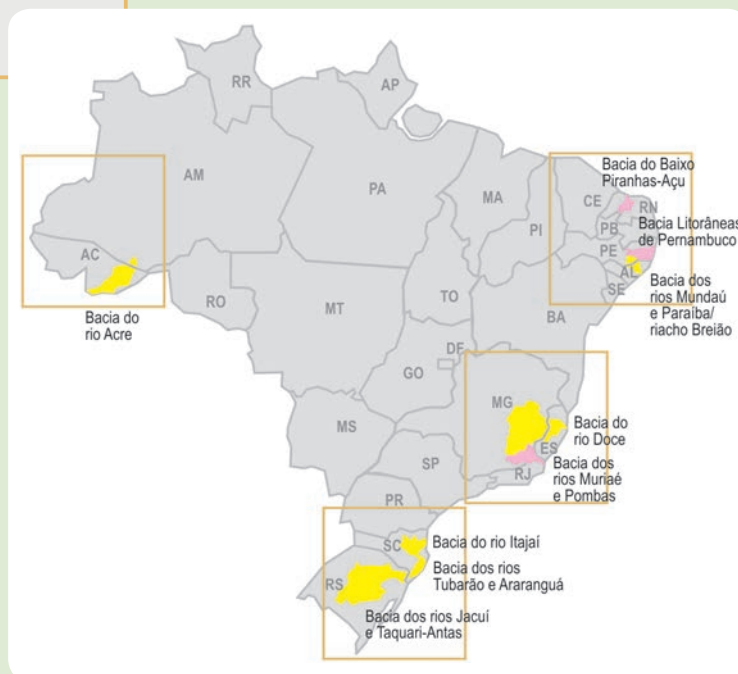 RR
AP
AM
PA
MA
CE
RN
PI
PB
PE
AL
SE
AC
RO
MT
TO
BA
DF
GO
MG
ES
MS
SP
RJ
PR
SC
RS
Bacia do Baixo
Piranhas-Açu
Bacia Litorâneas
de Pernambuco
Bacia dos
rios Mundaú
e Paraíba/
riacho Breião
Bacia do
rio Acre
Bacia do
rio Doce
Bacia dos
rios Muriaé
e Pombas
Bacia do rio Itajaí
Bacia dos rios
Tubarão e Araranguá
Bacia dos rios Jacuí
e Taquari-Antas